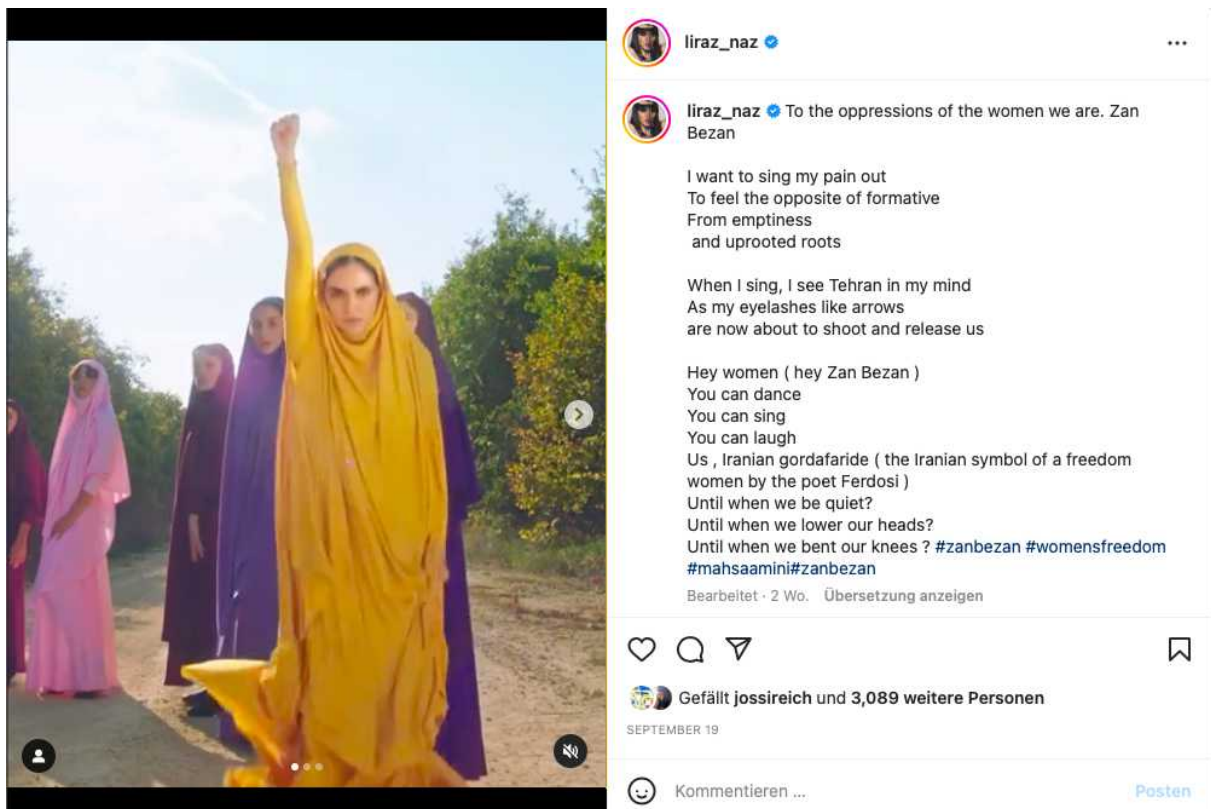 liraz_naz
liraz_naz To the oppressions of the women we are. Zan
Bezan
I want to sing my pain out
To feel the opposite of formative
From emptiness
and uprooted roots
When I sing, I see Tehran in my mind
As my eyelashes like arrows
are now about to shoot and release us
Hey women ( hey Zan Bezan )
You can dance
You can sing
You can laugh
Us , Iranian gordafaride ( the Iranian symbol of a freedom
women by the poet Ferdosi )
Until when we be quiet?
Until when we lower our heads?
Until when we bent our knees ? #zanbezan #womensfreedom
#mahsaamini#zanbezan
Bearbeitet · 2 Wo. Übersetzung anzeigen
Gefällt jossireich und 3,089 weitere Personen
SEPTEMBER 19
Kommentieren ... Posten